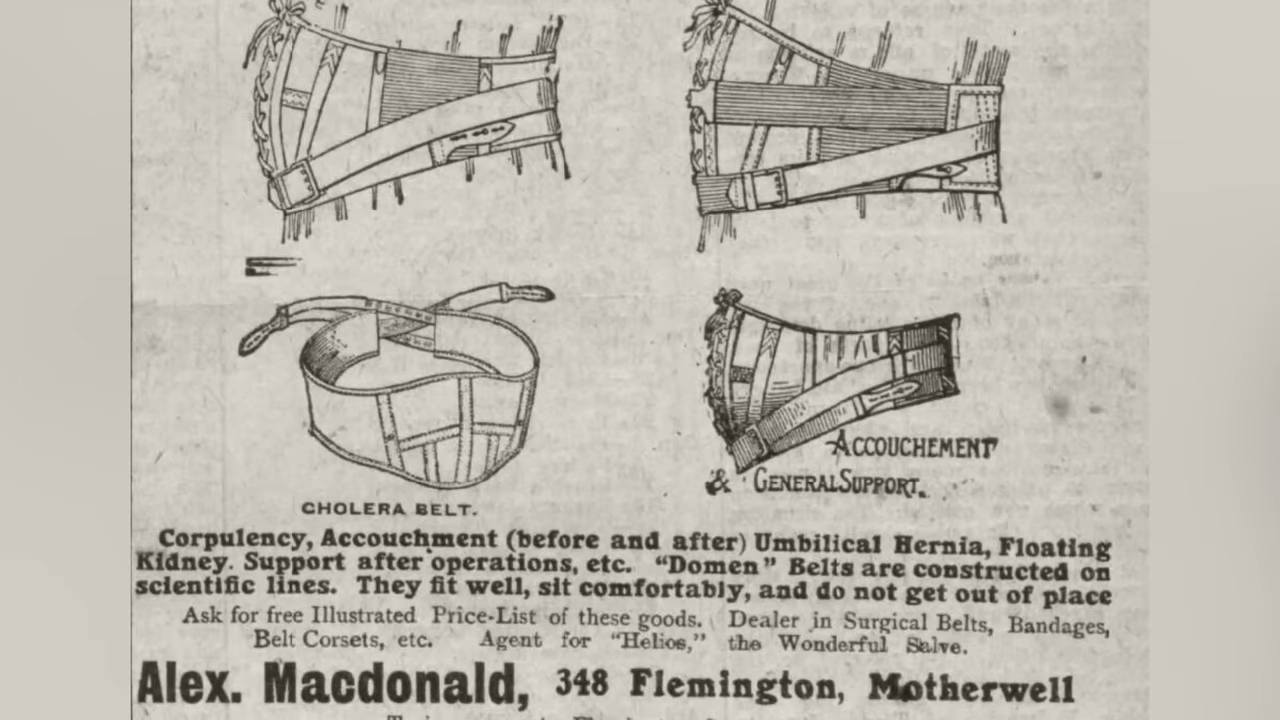 CHOLERA BELT.
ACCOUCHEMENT
& GENERAL SUPPORT.
Corpulency, Accouchment (before and after) Umbilical Hernia, Floating
Kidney. Support after operations, etc. "Domen" Belts are constructed on
scientific lines. They fit well, sit comfortably, and do not get out of place
Ask for free Illustrated Price-List of these goods. Dealer in Surgical Belts, Bandages,
Belt Corsets, etc. Agent for "Helios," the Wonderful Salve.
Alex. Macdonald, 348 Flemington, Motherwell